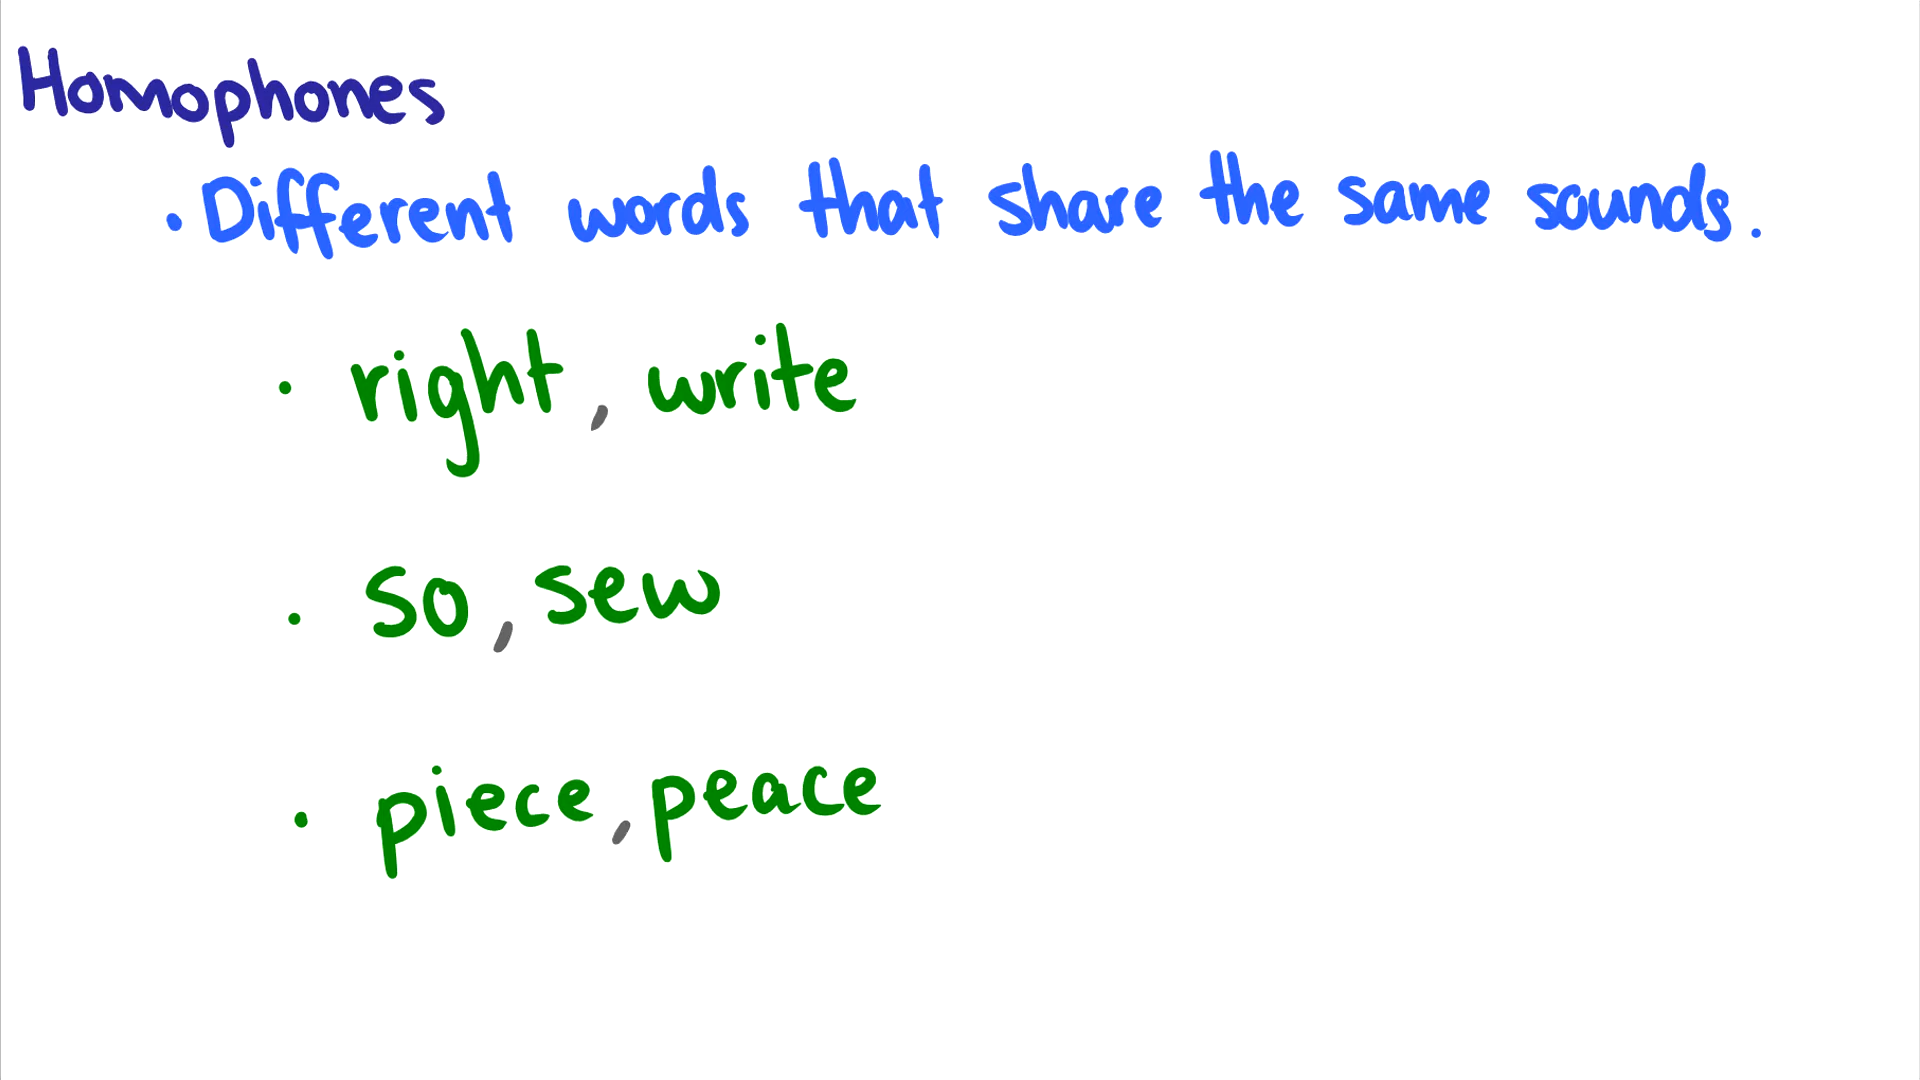 Homophones
• Different words that share the same sounds.
• right, write
• so, sew
• piece, peace